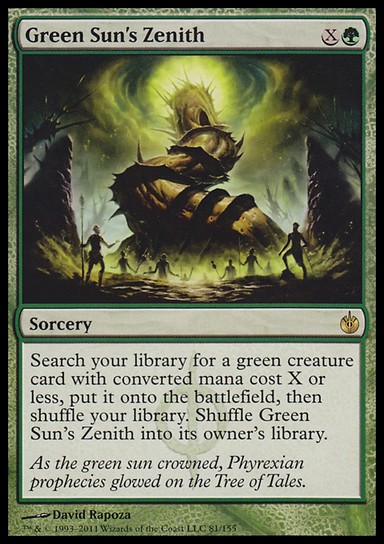 Green Sun's Zenith X
Sorcery
Search your library for a green creature
card with converted mana cost X or
less, put it onto the battlefield, then
shuffle your library. Shuffle Green
Sun's Zenith into its owner's library.
As the green sun crowned, Phyrexian
prophecies glowed on the Tree of Tales.
David Rapoza
™ & © 1993-2011 Wizards of the Coast LLC 81/155